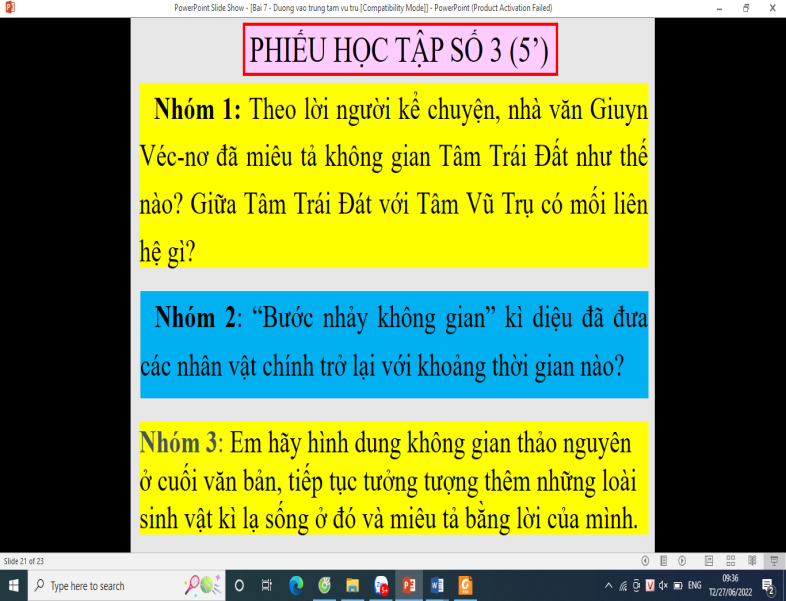 PowerPoint Slide Show - [Bai 7 - Duong vao trung tam vu tru [Compatibility Mode]] - PowerPoint (Product Activation Failed)
PHIẾU HỌC TẬP SỐ 3 (5’)
Nhóm 1: Theo lời người kể chuyện, nhà văn Giuyn
Véc-nơ đã miêu tả không gian Tâm Trái Đất như thế
nào? Giữa Tâm Trái Đát với Tâm Vũ Trụ có mối liên
hệ gì?
Nhóm 2: “Bước nhảy không gian” kì diệu đã đưa
các nhân vật chính trở lại với khoảng thời gian nào?
Nhóm 3: Em hãy hình dung không gian thảo nguyên
ở cuối văn bản, tiếp tục tưởng tượng thêm những loài
sinh vật kì lạ sống ở đó và miêu tả bằng lời của mình.
Slide 21 of 23
Type here to search
ENG
09:36
T2/27/06/2022